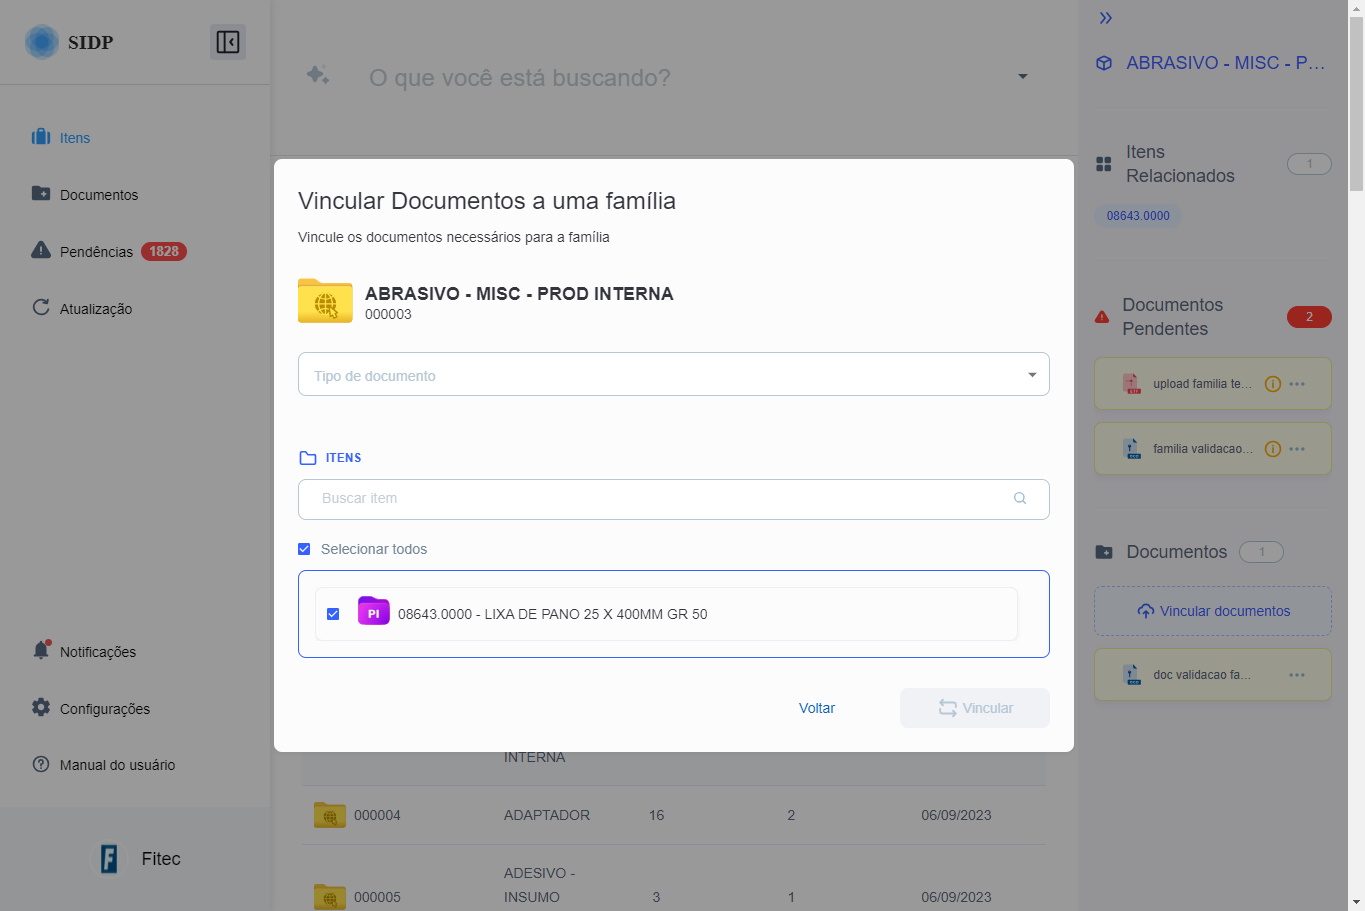 SIDP
Itens
Documentos
Pendências 1828
Atualização
Notificações
Configurações
Manual do usuário
Fitec
O que você está buscando?
Vincular Documentos a uma família
Vincule os documentos necessários para a família
ABRASIVO - MISC - PROD INTERNA
000003
Tipo de documento
ITENS
Buscar item
Selecionar todos
PI 08643.0000 - LIXA DE PANO 25 X 400MM GR 50
Voltar
Vincular
INTERNA
000004 ADAPTADOR 16 2 06/09/2023
ADESIVO -
000005 INSUMO 3 1 06/09/2023
ABRASIVO - MISC - P...
Itens
Relacionados
1
08643.0000
Documentos
Pendentes
2
upload familia te...
familia validacao...
Documentos 1
Vincular documentos
doc validacao fa...